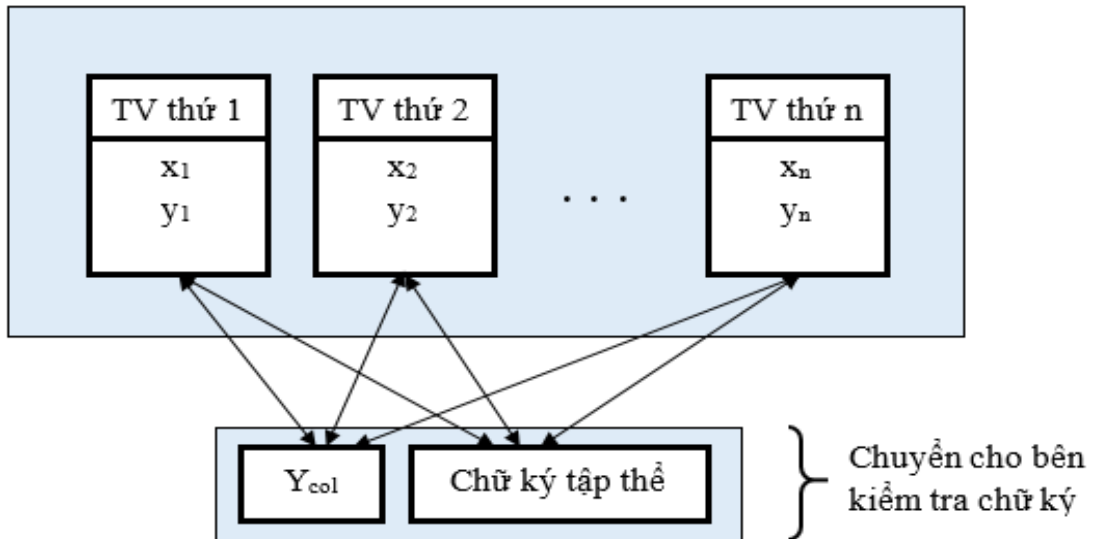 TV thứ 1
TV thứ 2
TV thứ n
x1
x2
xn
y1
y2
. . .
yn
Ycol
Chữ ký tập thể
Chuyển cho bên
kiểm tra chữ ký